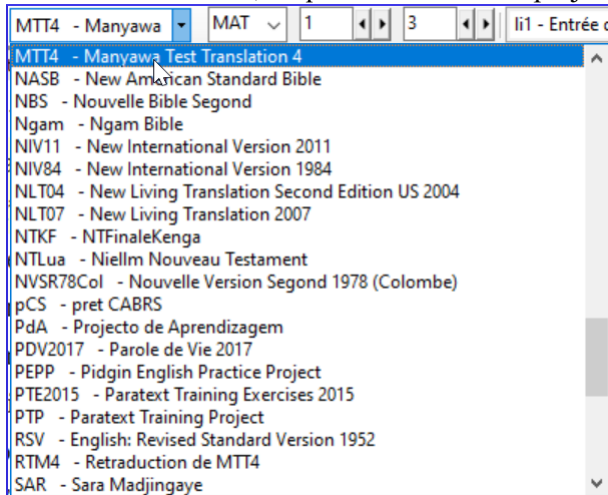 MTT4 - Manyawa MAT 1 3 li1 - Entrée
MTT4 - Manyawa Test Translation 4
NASB - New American Standard Bible
NBS - Nouvelle Bible Segond
Ngam - Ngam Bible
NIV11 - New International Version 2011
NIV84 - New International Version 1984
NLT04 - New Living Translation Second Edition US 2004
NLT07 - New Living Translation 2007
NTKF - NTFinaleKenga
NTLua - Niellm Nouveau Testament
NVSR78Col - Nouvelle Version Segond 1978 (Colombe)
pCS - pret CABRS
PdA - Projecto de Aprendizagem
PDV2017 - Parole de Vie 2017
PEPP - Pidgin English Practice Project
PTE2015 - Paratext Training Exercises 2015
PTP - Paratext Training Project
RSV - English: Revised Standard Version 1952
RTM4 - Retraduction de MTT4
SAR - Sara Madjingaye